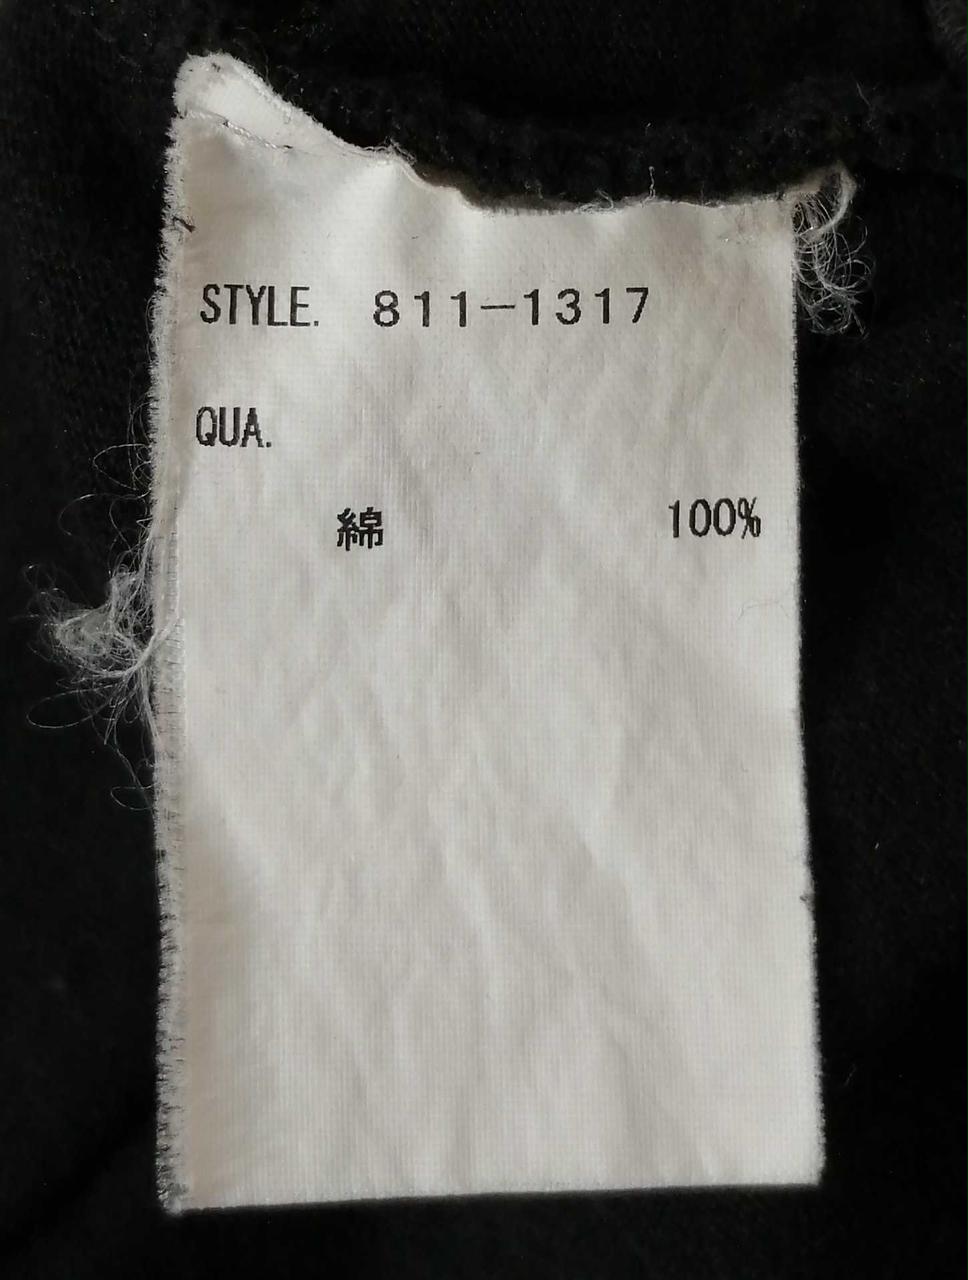 STYLE. 811-1317
QUA.
綿 100%